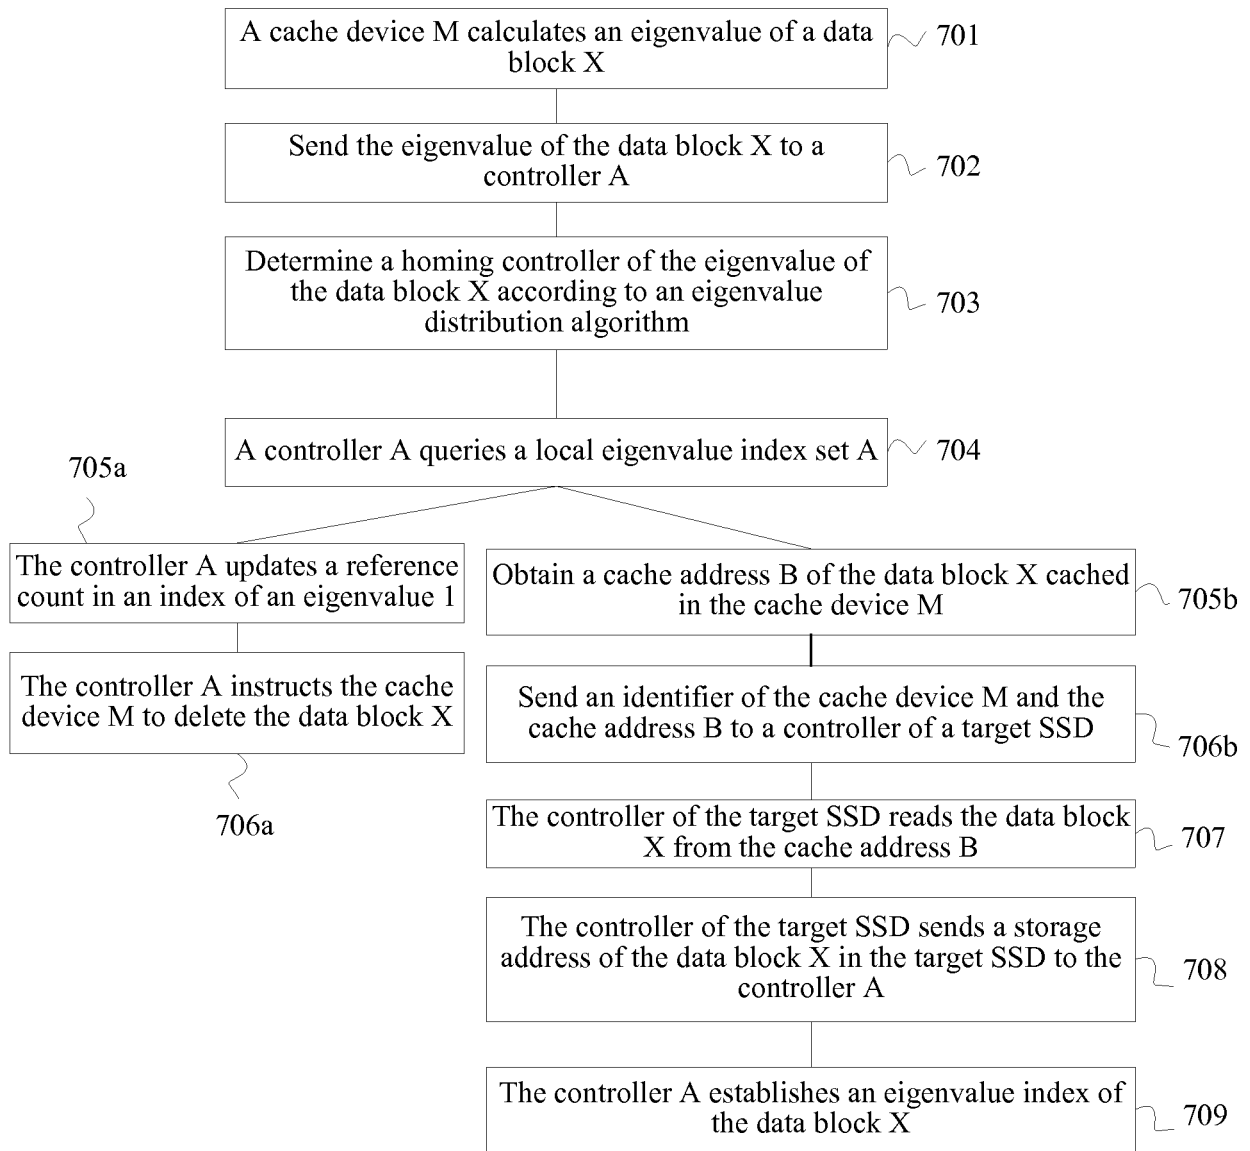 A cache device M calculates an eigenvalue of a data
block X
701
Send the eigenvalue of the data block X to a
controller A
702
Determine a homing controller of the eigenvalue of
the data block X according to an eigenvalue
distribution algorithm
703
A controller A queries a local eigenvalue index set A
704
705a
The controller A updates a reference
count in an index of an eigenvalue 1
The controller A instructs the cache
device M to delete the data block X
706a
Obtain a cache address B of the data block X cached
in the cache device M
705b
Send an identifier of the cache device M and the
cache address B to a controller of a target SSD
706b
The controller of the target SSD reads the data block
X from the cache address B
707
The controller of the target SSD sends a storage
address of the data block X in the target SSD to the
controller A
708
The controller A establishes an eigenvalue index of
the data block X
709